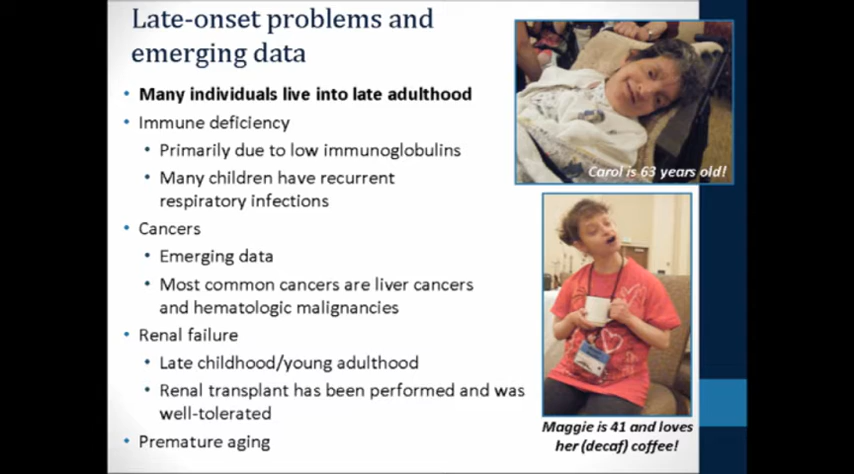 Late-onset problems and
emerging data
• Many individuals live into late adulthood
• Immune deficiency
• Primarily due to low immunoglobulins
• Many children have recurrent
respiratory infections
• Cancers
• Emerging data
• Most common cancers are liver cancers
and hematologic malignancies
• Renal failure
• Late childhood/young adulthood
• Renal transplant has been performed and was
well-tolerated
• Premature aging
Carol is 63 years old!
Maggie is 41 and loves
her (decaf) coffee!